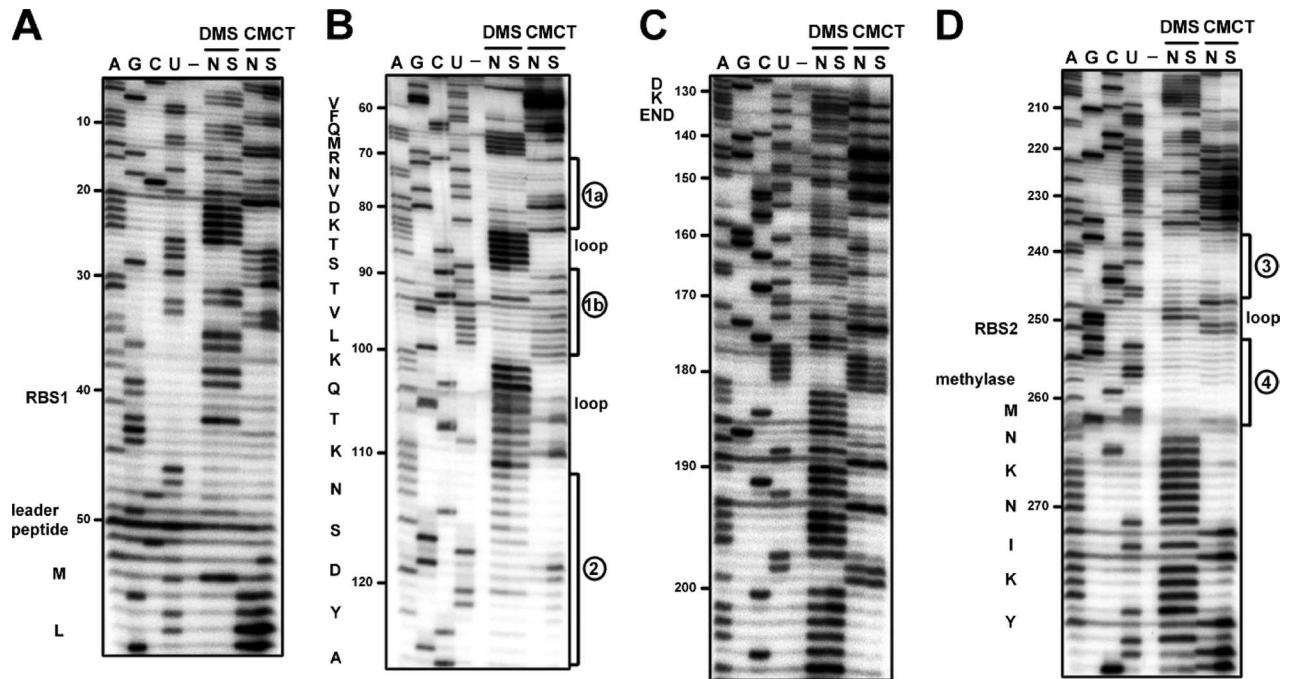 A
DMS CMCT
A G C U – N S N S
10
20
30
RBS1
40
leader
peptide
50
M
L
B
DMS CMCT
A G C U – N S N S
V
60
F
Q
M
R
70
N
1a
V
D
80
K
T
loop
S
90
T
1b
V
L
100
K
Q
loop
T
K
110
N
S
D
2
120
Y
A
C
DMS CMCT
A G C U – N S N S
D
130
K
END
140
150
160
170
180
190
200
D
DMS CMCT
A G C U – N S N S
210
220
230
240
3
250
loop
RBS2
methylase
4
260
M
N
K
N
270
I
K
Y